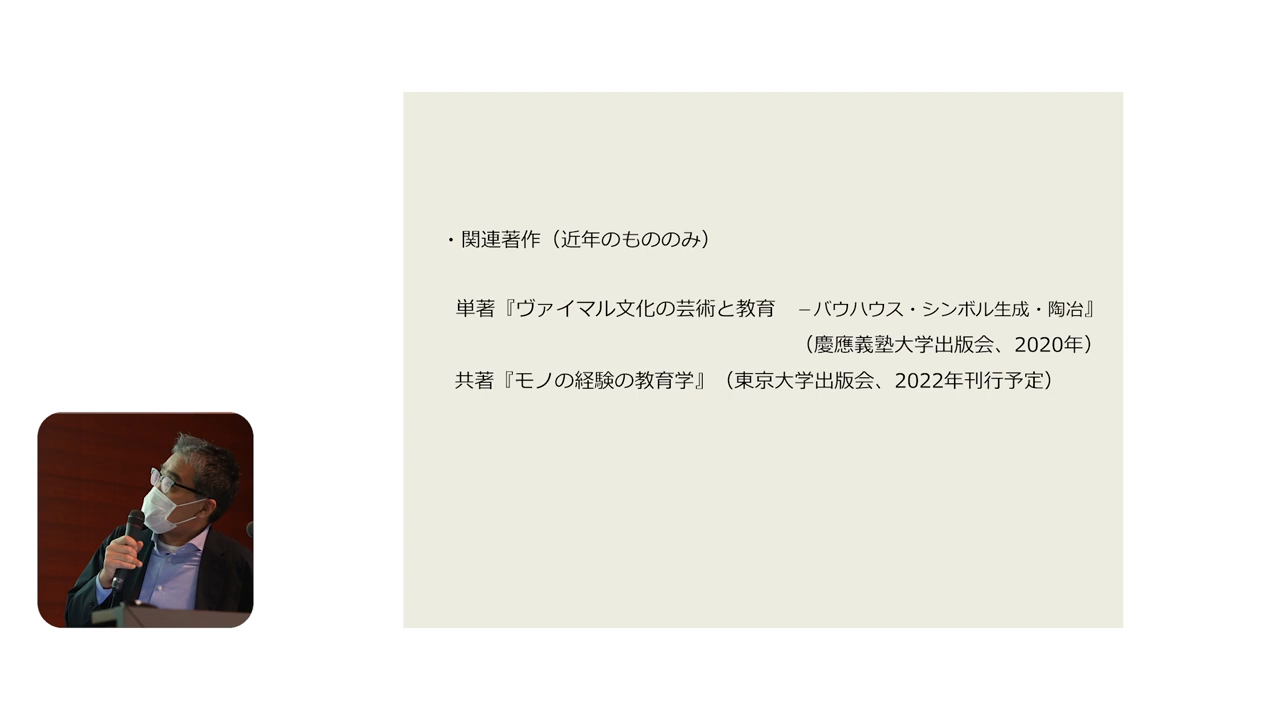 ・関連著作（近年のもののみ）
単著『ヴァイマル文化の芸術と教育　－バウハウス・シンボル生成・陶冶』
（慶應義塾大学出版会、2020年）
共著『モノの経験の教育学』（東京大学出版会、2022年刊行予定）